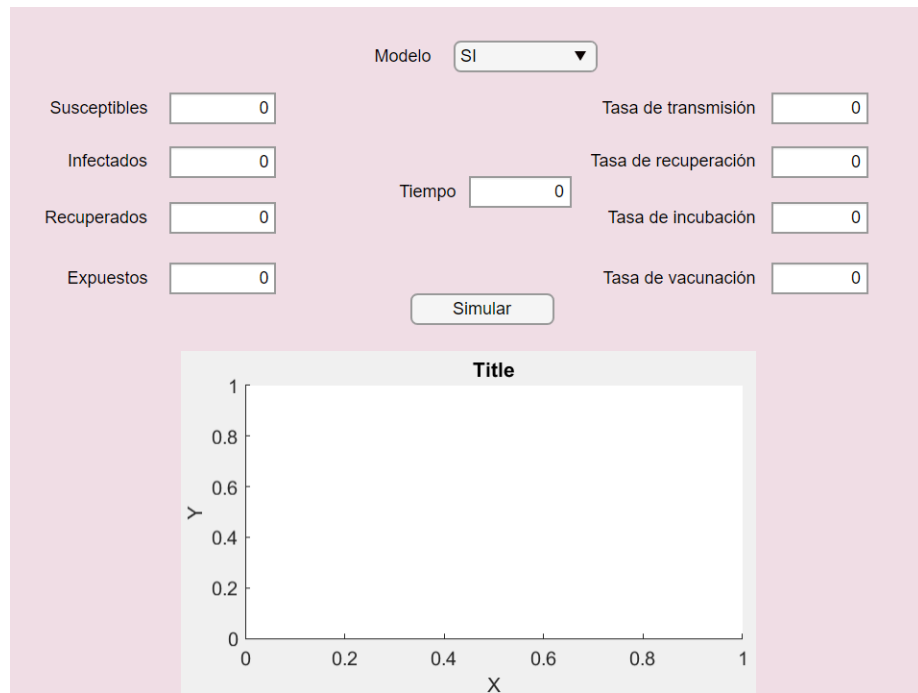 Modelo SI
Susceptibles 0 Tasa de transmisión 0
Infectados 0 Tasa de recuperación 0
Tiempo 0
Recuperados 0 Tasa de incubación 0
Expuestos 0 Tasa de vacunación 0
Simular
Title
1
0.8
0.6
Y
0.4
0.2
0
0 0.2 0.4 0.6 0.8 1
X